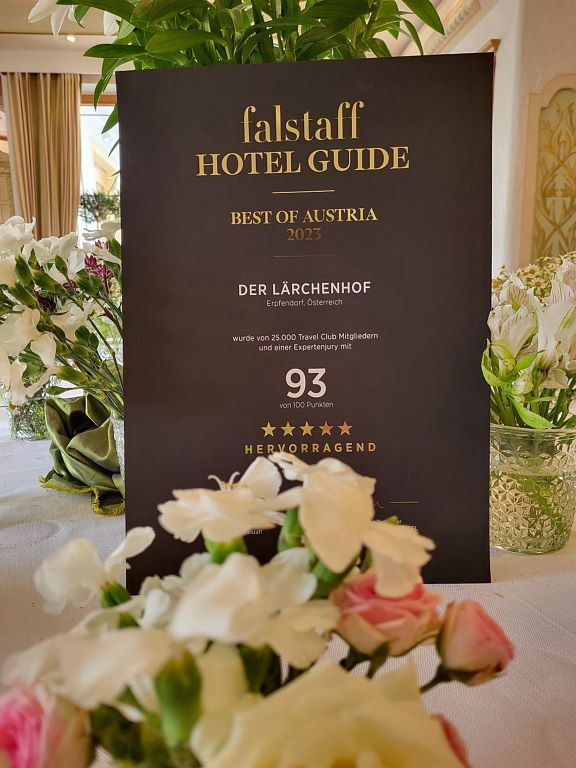 falstaff
HOTEL GUIDE
BEST OF AUSTRIA
2023
DER LÄRCHENHOF
Erpfendorf, Österreich
wurde von 25.000 Travel Club Mitgliedern
und einer Expertenjury mit
93
von 100 Punkten
HERVORRAGEND